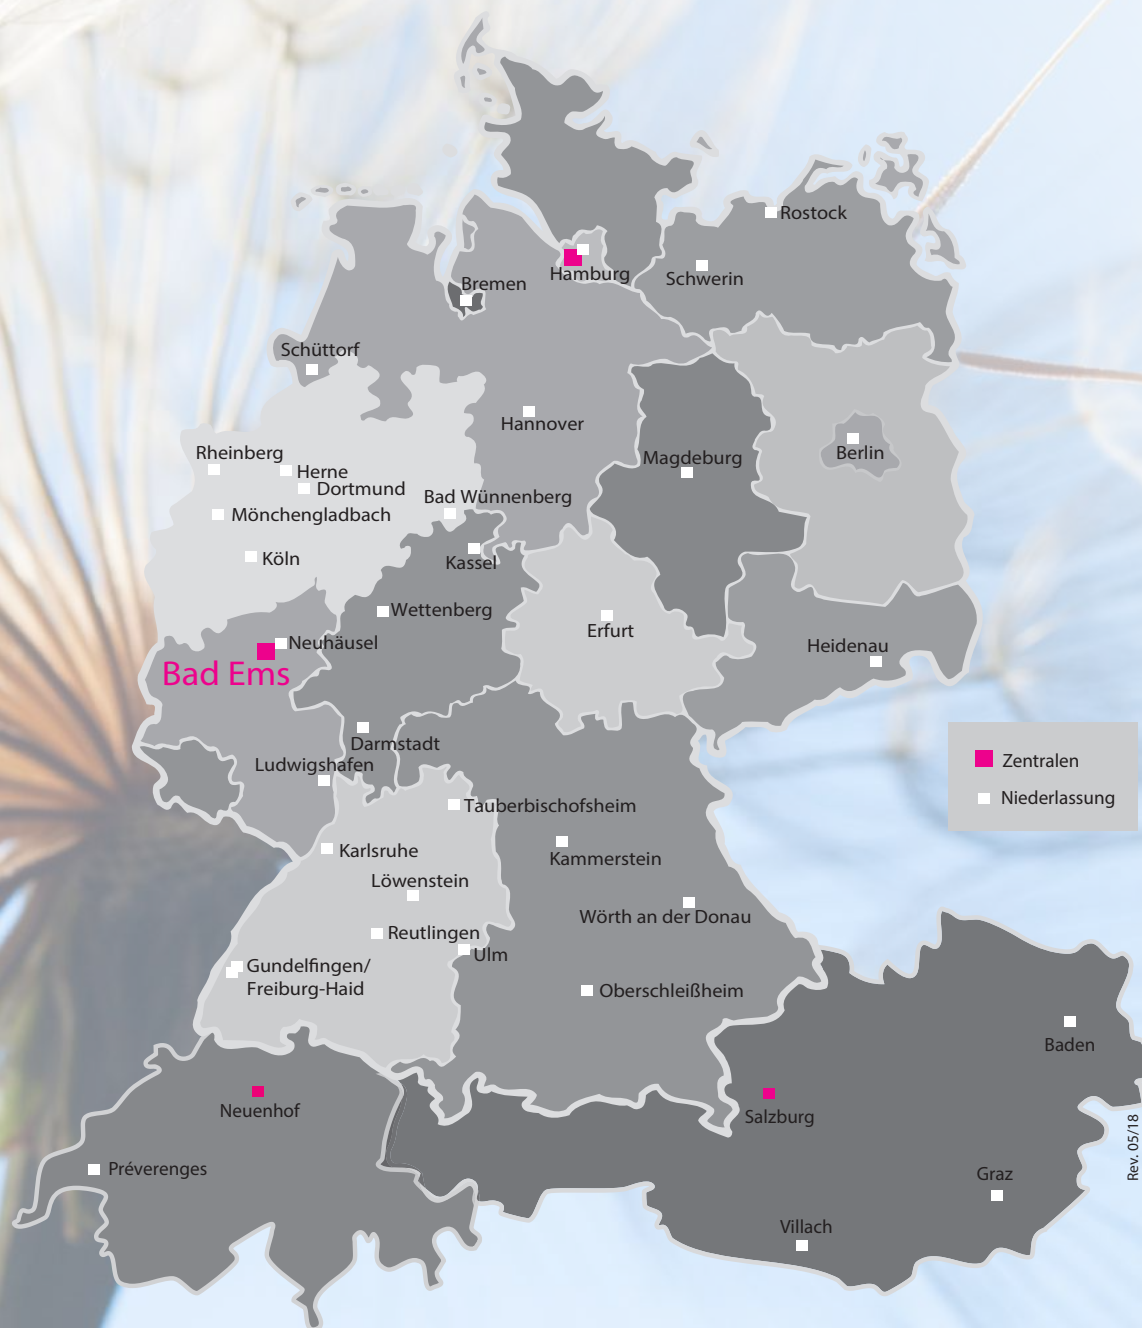 Rostock
Hamburg
Schwerin
Bremen
Schüttorf
Hannover
Rheinberg
Herne
Magdeburg
Berlin
Dortmund
Bad Wünnenberg
Mönchengladbach
Köln
Kassel
Wettenberg
Erfurt
Neuhäusel
Heidenau
Bad Ems
Darmstadt
Ludwigshafen
Zentralen
Niederlassung
Tauberbischofsheim
Karlsruhe
Kammerstein
Löwenstein
Wörth an der Donau
Reutlingen
Ulm
Gundelfingen/
Freiburg-Haid
Oberschleißheim
Baden
Neuenhof
Salzburg
Rev. 05/18
Préverenges
Graz
Villach